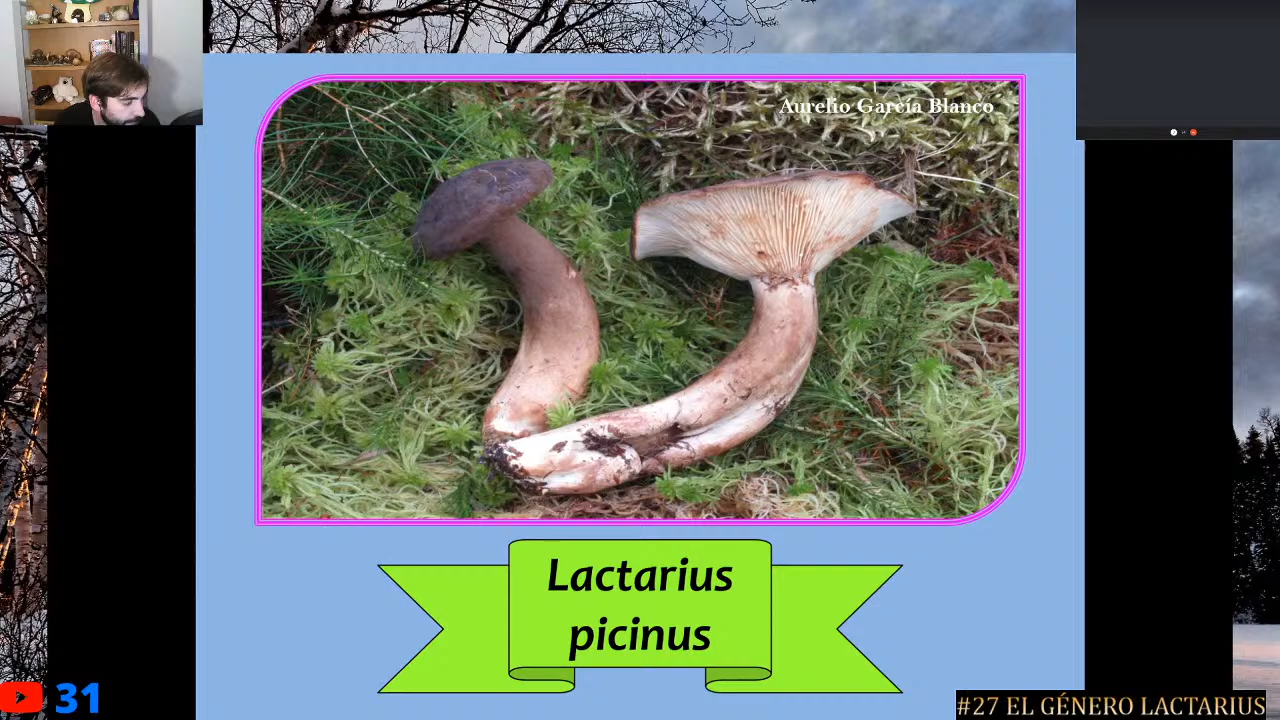 Aurelio García Blanco
Lactarius
picinus
31
#27 EL GÉNERO LACTARIUS